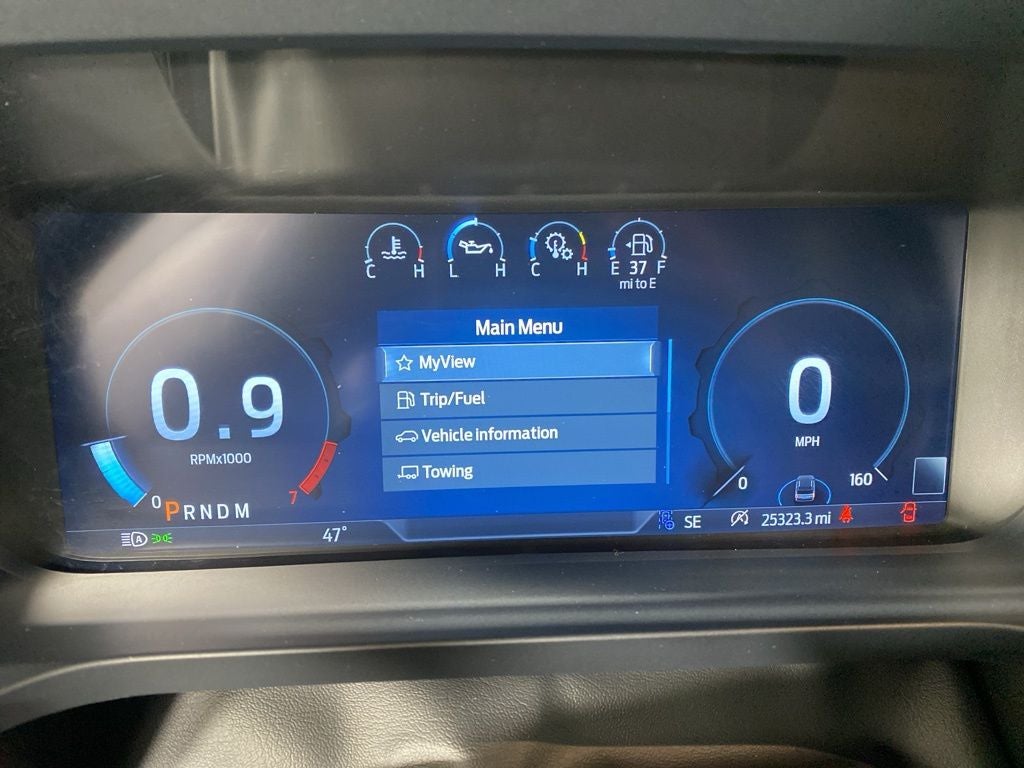 C H
L H
C H
E 37 F
mi to E
Main Menu
MyView
Trip/Fuel
Vehicle information
Towing
0.9
RPMx1000
0
7
PRNDM
0
MPH
0
160
A
47°
SE
25323.3 mi